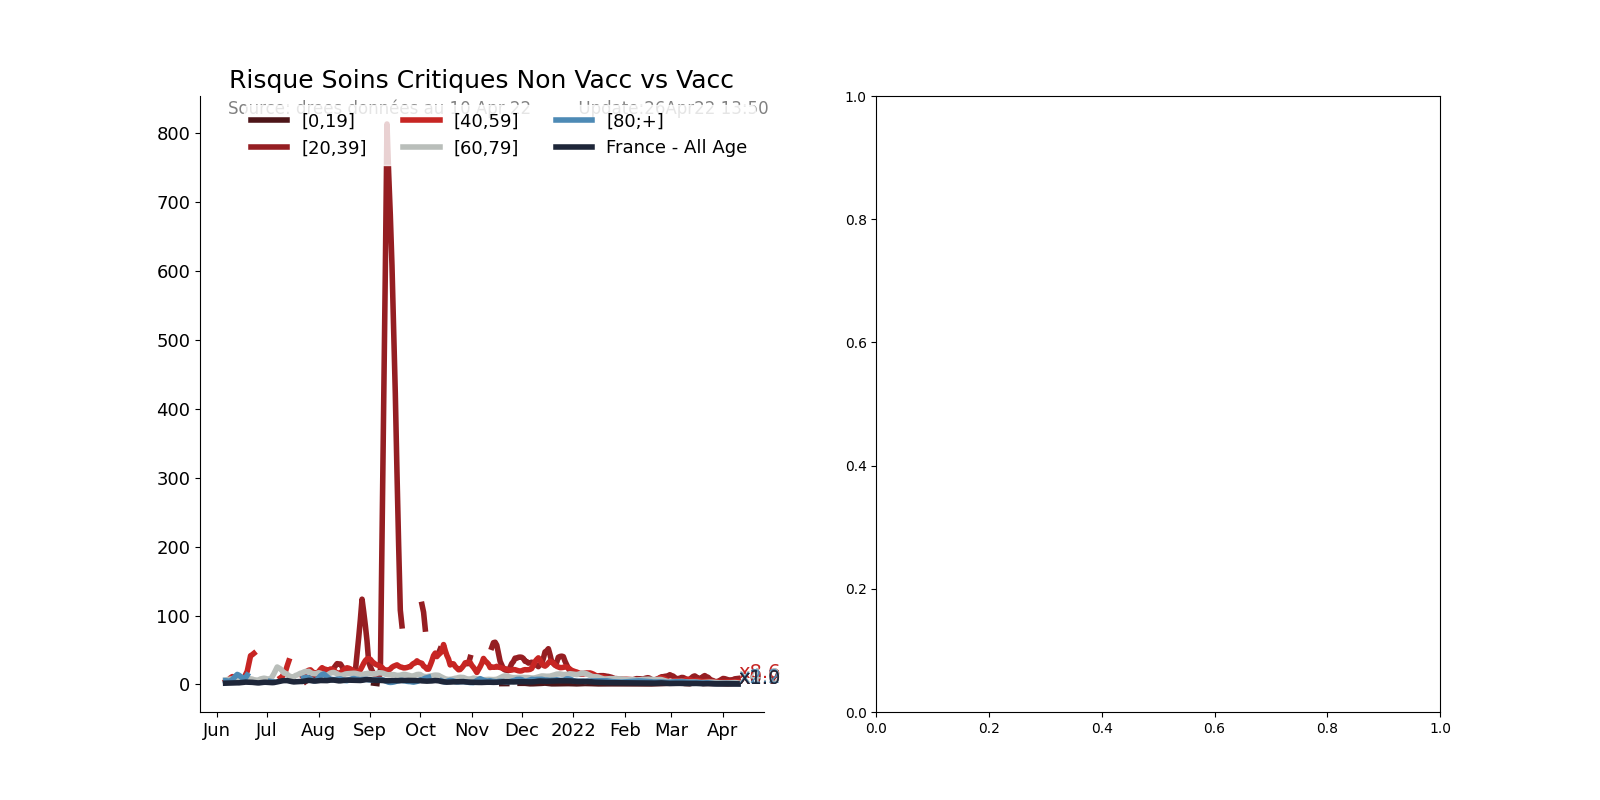 Risque Soins Critiques Non Vacc vs Vacc
Source: drees données au 10 Apr 22 Update:26Apr22 13:50
[0,19] [40,59] [80;+]
[20,39] [60,79] France - All Age
800
700
600
500
400
300
200
100
0
x8.6
Jun Jul Aug Sep Oct Nov Dec 2022 Feb Mar Apr
1.0
0.8
0.6
0.4
0.2
0.0
0.0 0.2 0.4 0.6 0.8 1.0